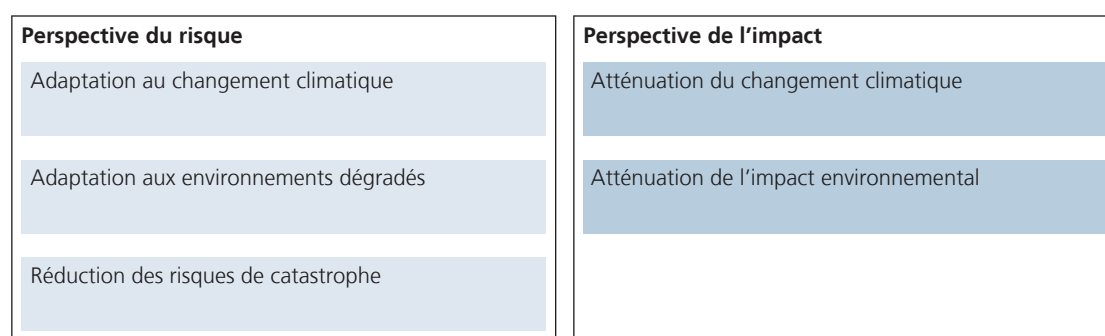 Perspective du risque
Adaptation au changement climatique
Adaptation aux environnements dégradés
Réduction des risques de catastrophe
Perspective de l’impact
Atténuation du changement climatique
Atténuation de l’impact environnemental